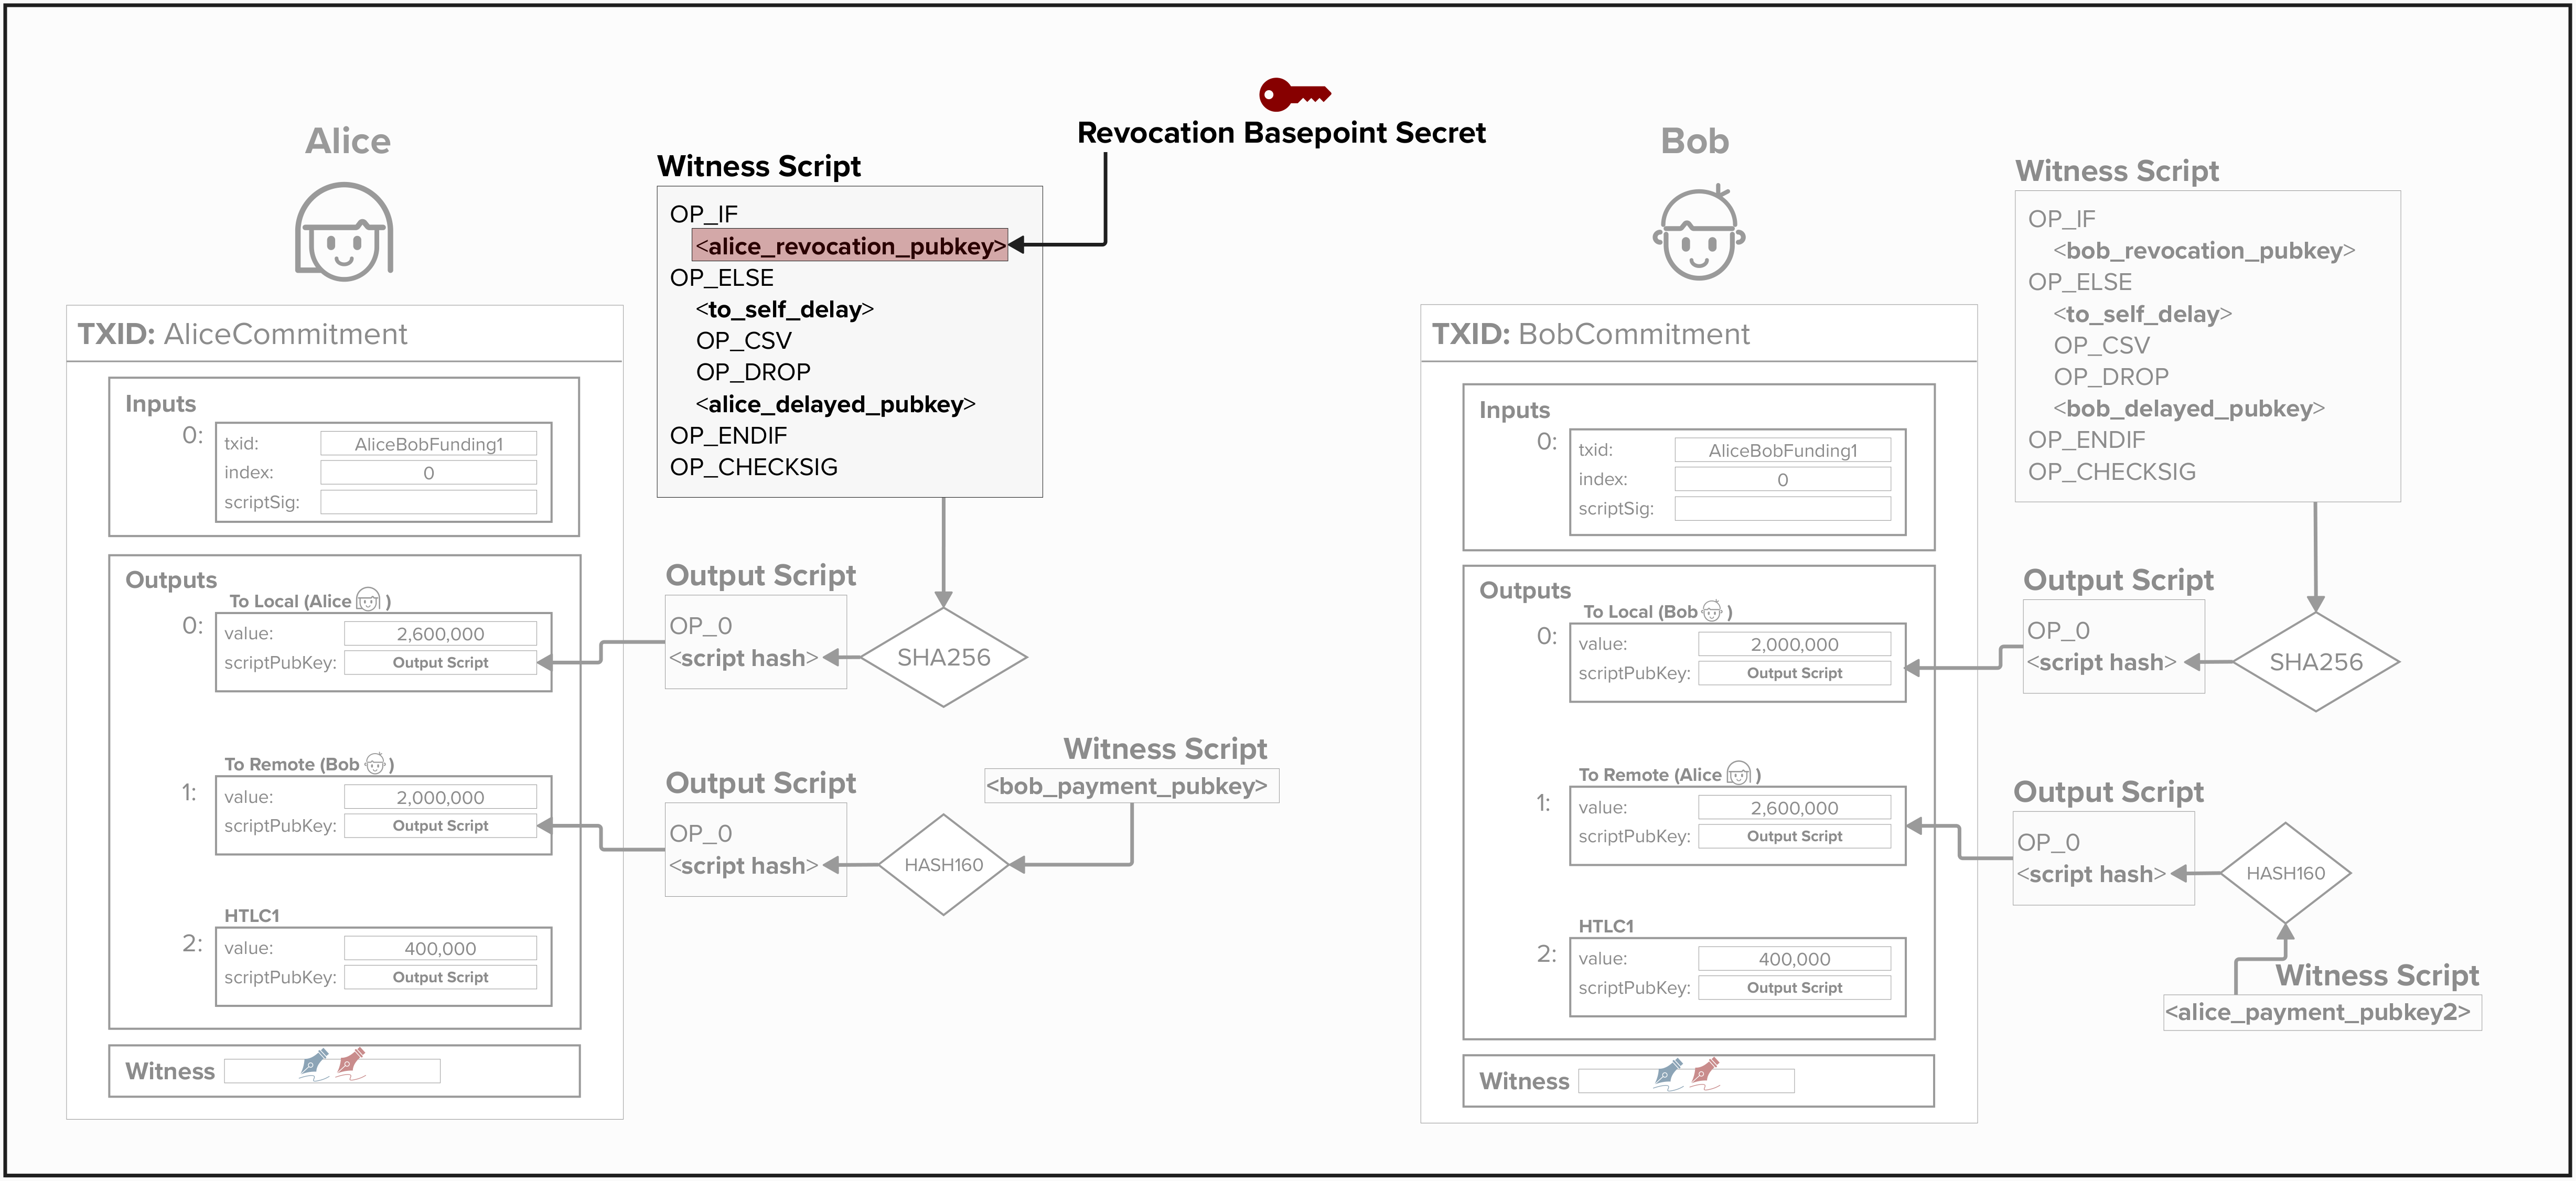 Revocation Basepoint Secret
Alice
Witness Script
OP_IF
<alice_revocation_pubkey>
OP_ELSE
<to_self_delay>
OP_CSV
OP_DROP
<alice_delayed_pubkey>
OP_ENDIF
OP_CHECKSIG
TXID: AliceCommitment
Inputs
0:
txid: AliceBobFunding1
index: 0
scriptSig:
Outputs
To Local (Alice )
0:
value: 2,600,000
scriptPubKey: Output Script
Output Script
OP_0
<script hash>
SHA256
To Remote (Bob )
1:
value: 2,000,000
scriptPubKey: Output Script
Output Script
OP_0
<script hash>
HASH160
Witness Script
<bob_payment_pubkey>
HTLC1
2:
value: 400,000
scriptPubKey: Output Script
Witness
Bob
Witness Script
OP_IF
<bob_revocation_pubkey>
OP_ELSE
<to_self_delay>
OP_CSV
OP_DROP
<bob_delayed_pubkey>
OP_ENDIF
OP_CHECKSIG
TXID: BobCommitment
Inputs
0:
txid: AliceBobFunding1
index: 0
scriptSig:
Outputs
To Local (Bob )
0:
value: 2,000,000
scriptPubKey: Output Script
Output Script
OP_0
<script hash>
SHA256
To Remote (Alice )
1:
value: 2,600,000
scriptPubKey: Output Script
Output Script
OP_0
<script hash>
HASH160
Witness Script
<alice_payment_pubkey2>
HTLC1
2:
value: 400,000
scriptPubKey: Output Script
Witness